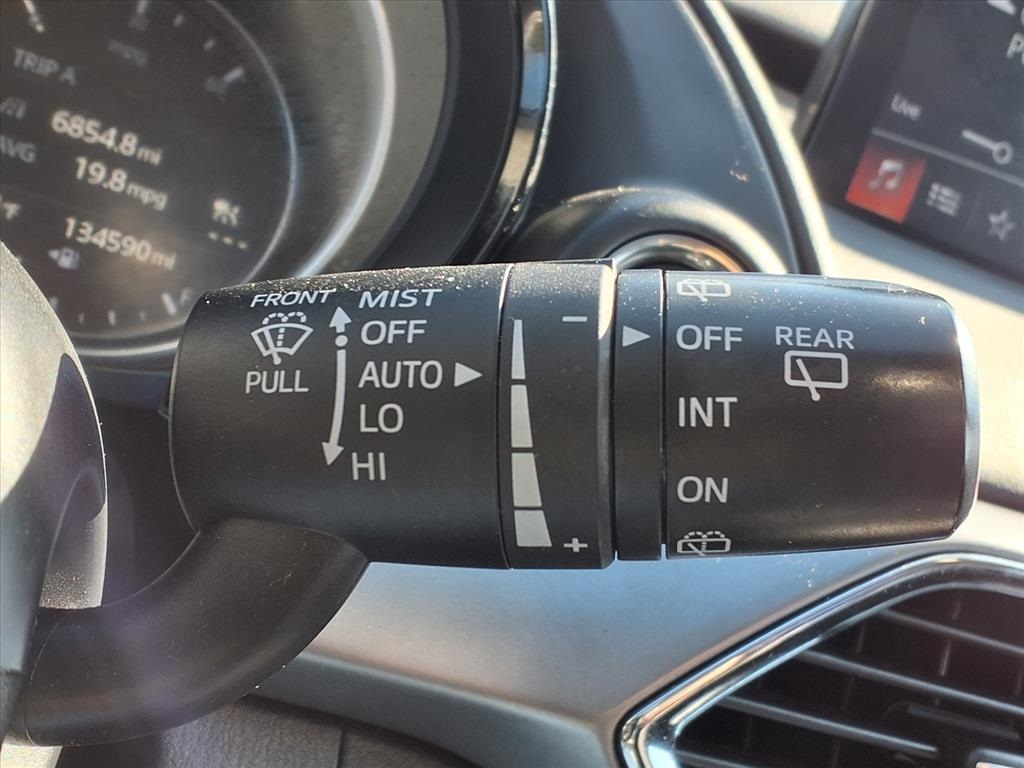 TRIP A
6854.8 mi
AVG
19.8 mpg
134590 mi
Live
FRONT
PULL
MIST
OFF
AUTO
LO
HI
−
+
OFF
INT
ON
REAR